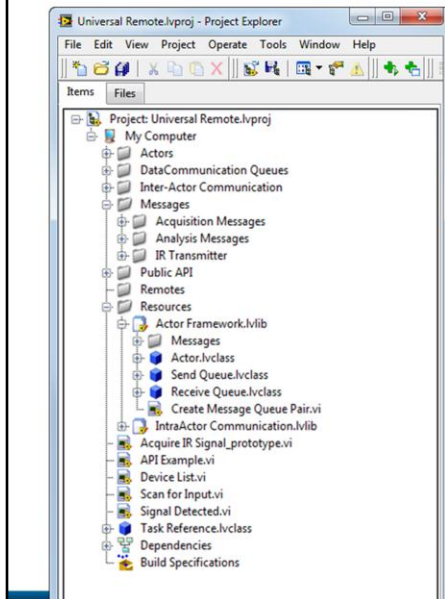 Universal Remote.lvproj - Project Explorer
File Edit View Project Operate Tools Window Help
Items Files
Project: Universal Remote.lvproj
My Computer
Actors
DataCommunication Queues
Inter-Actor Communication
Messages
Acquisition Messages
Analysis Messages
IR Transmitter
Public API
Remotes
Resources
Actor Framework.lvlib
Messages
Actor.lvclass
Send Queue.lvclass
Receive Queue.lvclass
Create Message Queue Pair.vi
IntraActor Communication.lvlib
Acquire IR Signal_prototype.vi
API Example.vi
Device List.vi
Scan for Input.vi
Signal Detected.vi
Task Reference.lvclass
Dependencies
Build Specifications